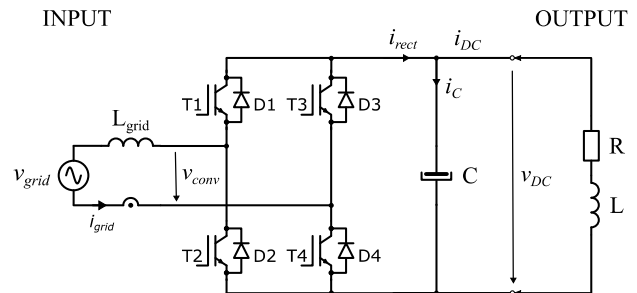 INPUT
OUTPUT
i_rect
i_DC
i_C
T1
D1
T3
D3
L_grid
v_grid
v_conv
i_grid
C
v_DC
R
L
T2
D2
T4
D4